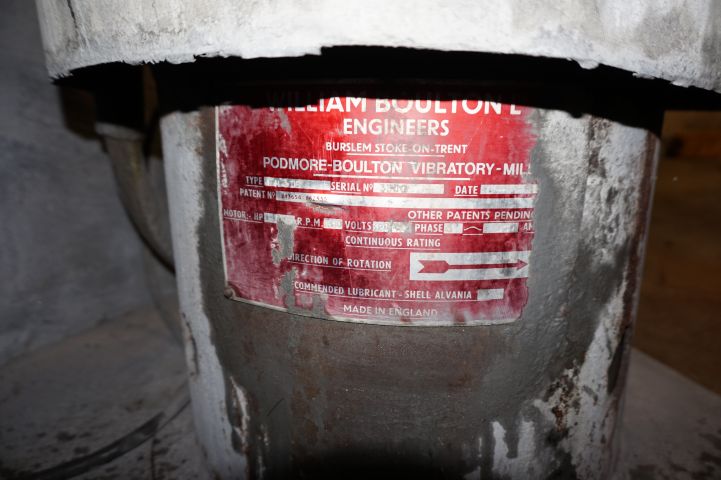 WILLIAM BOULTON L
ENGINEERS
BURSLEM STOKE-ON-TRENT
PODMORE-BOULTON VIBRATORY-MILL
TYPE SERIAL Nº DATE
PATENT Nº
OTHER PATENTS PENDING
MOTOR:- HP R.P.M. VOLTS PHASE
CONTINUOUS RATING
DIRECTION OF ROTATION
COMMENDED LUBRICANT - SHELL ALVANIA
MADE IN ENGLAND